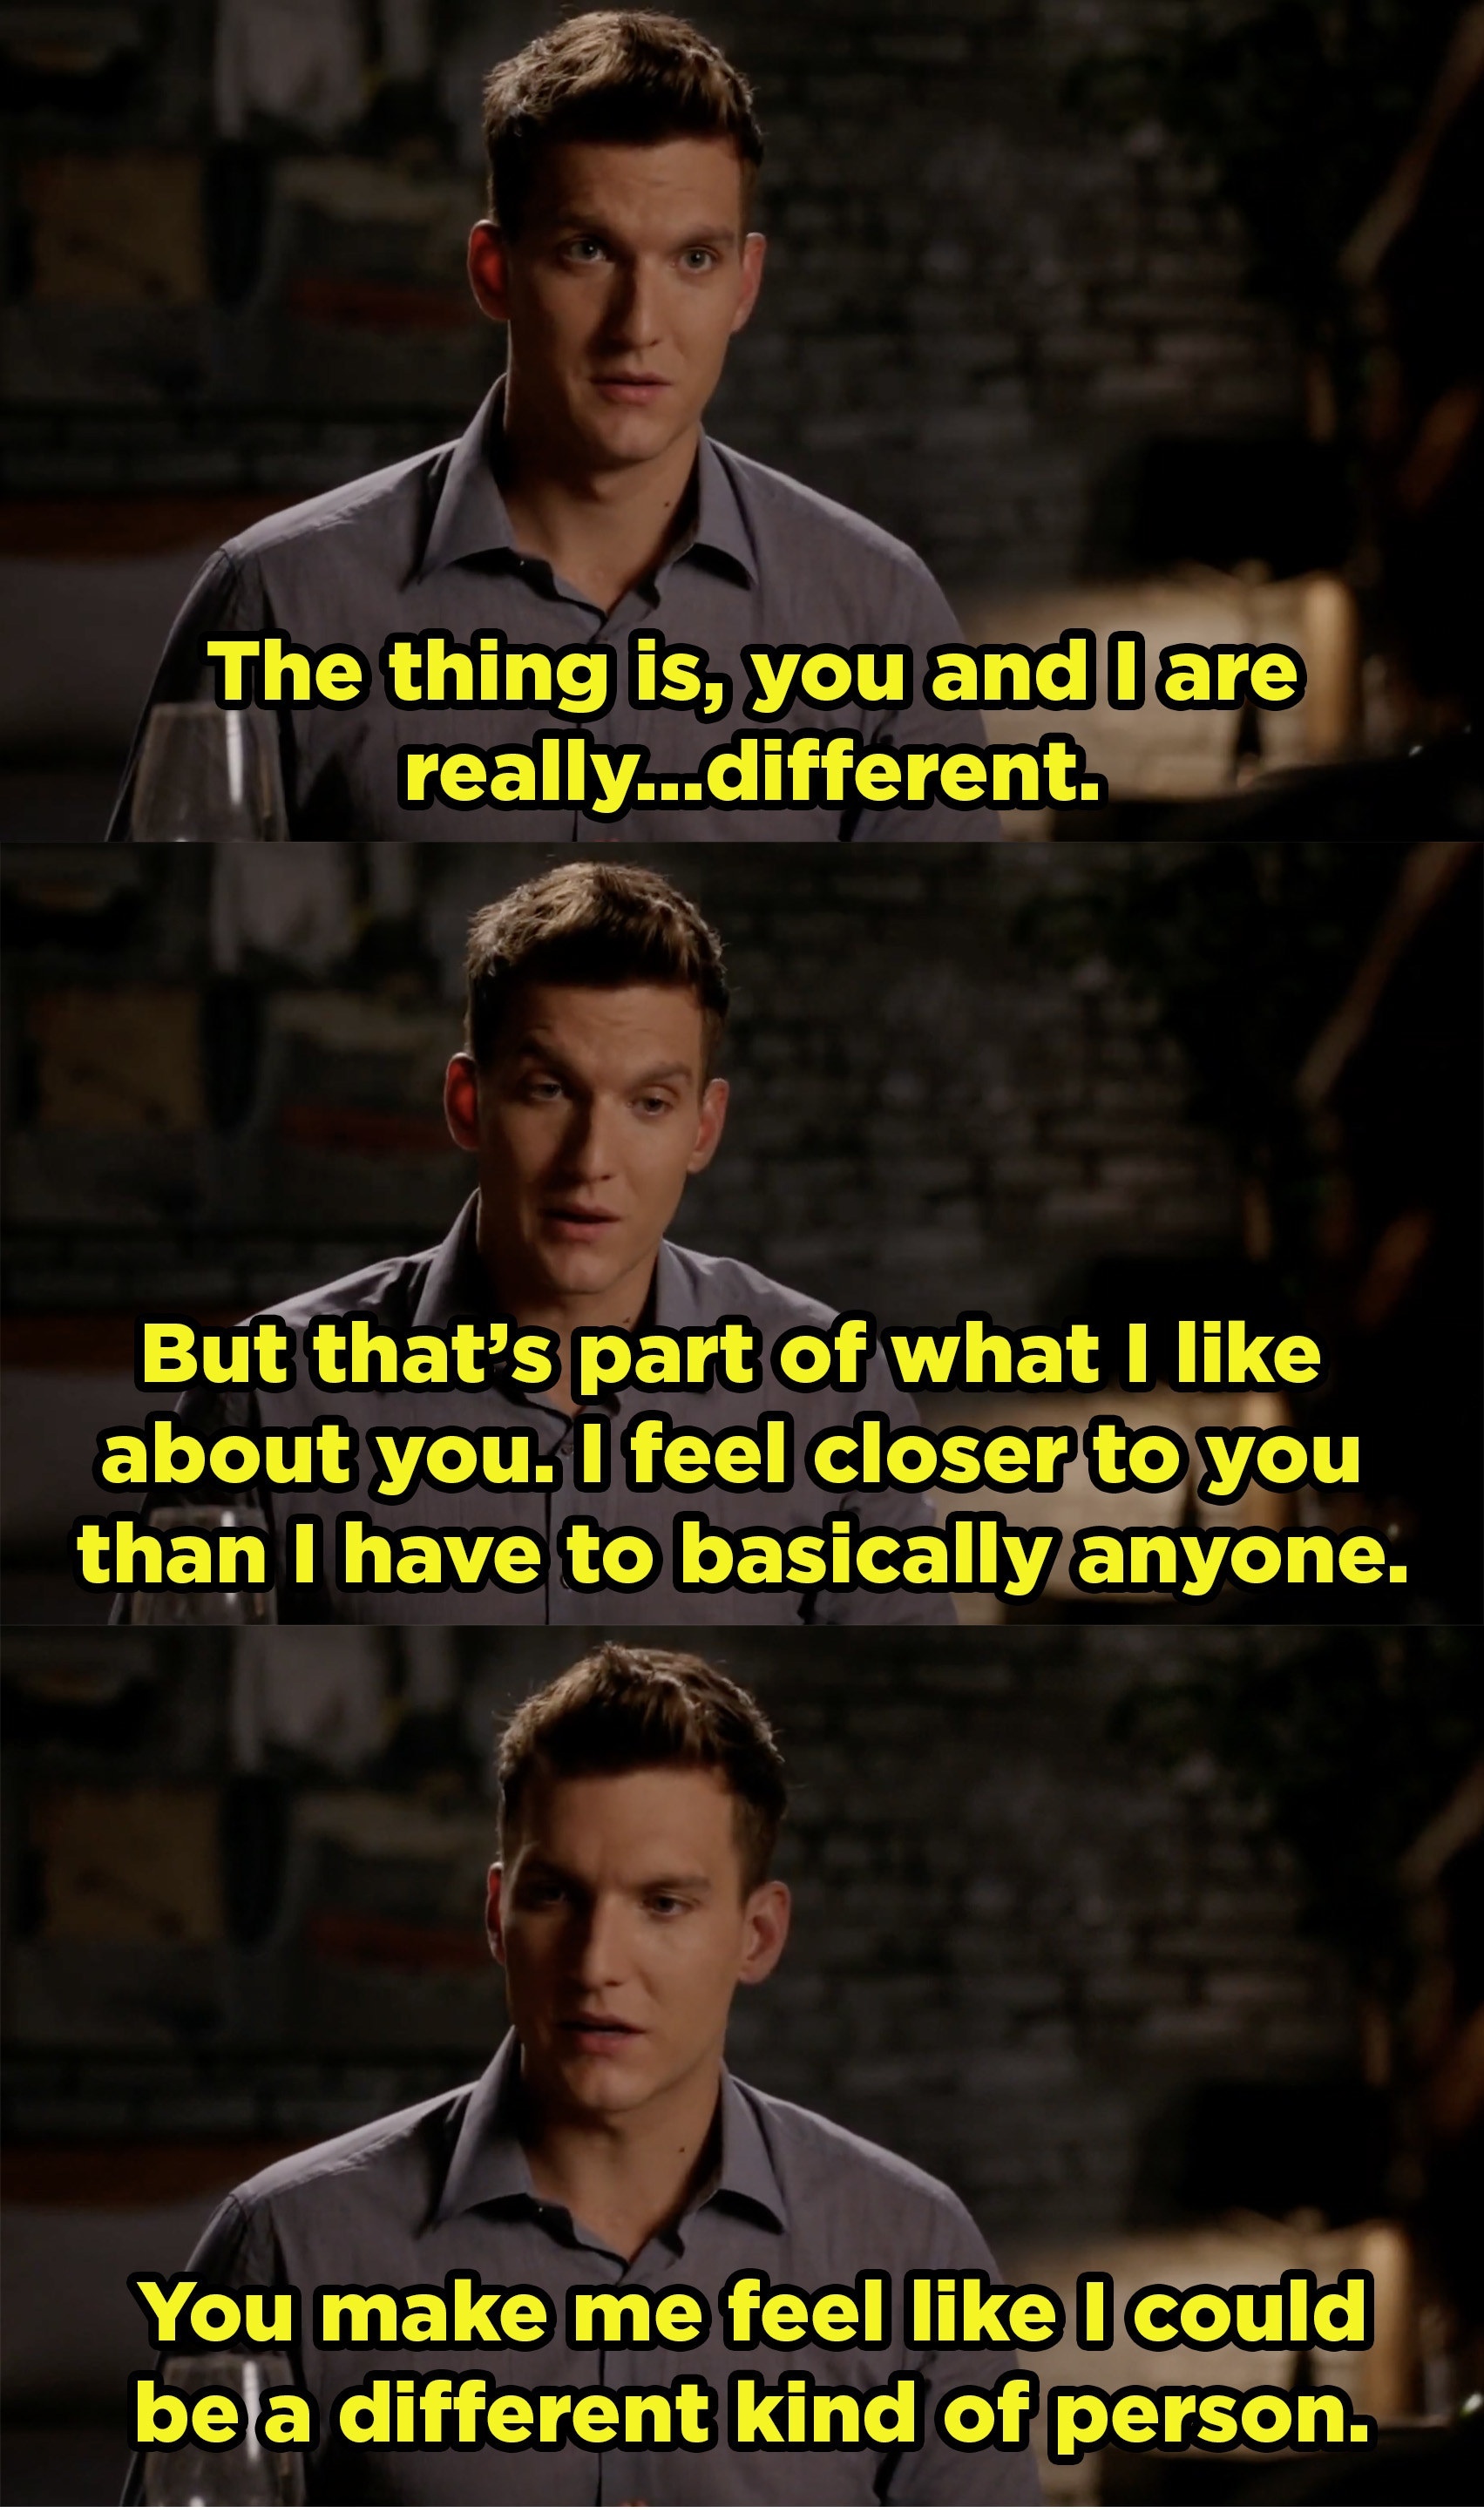 The thing is, you and I are
really...different.
But that’s part of what I like
about you. I feel closer to you
than I have to basically anyone.
You make me feel like I could
be a different kind of person.